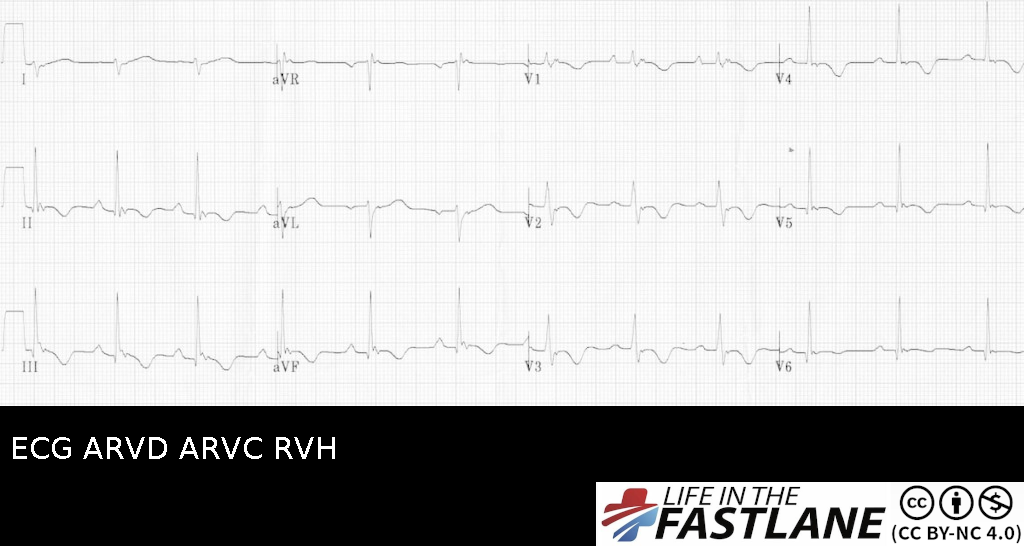 I aVR V1 V4
II aVL V2 V5
III aVF V3 V6
ECG ARVD ARVC RVH
LIFE IN THE
FASTLANE
cc
(CC BY-NC 4.0)